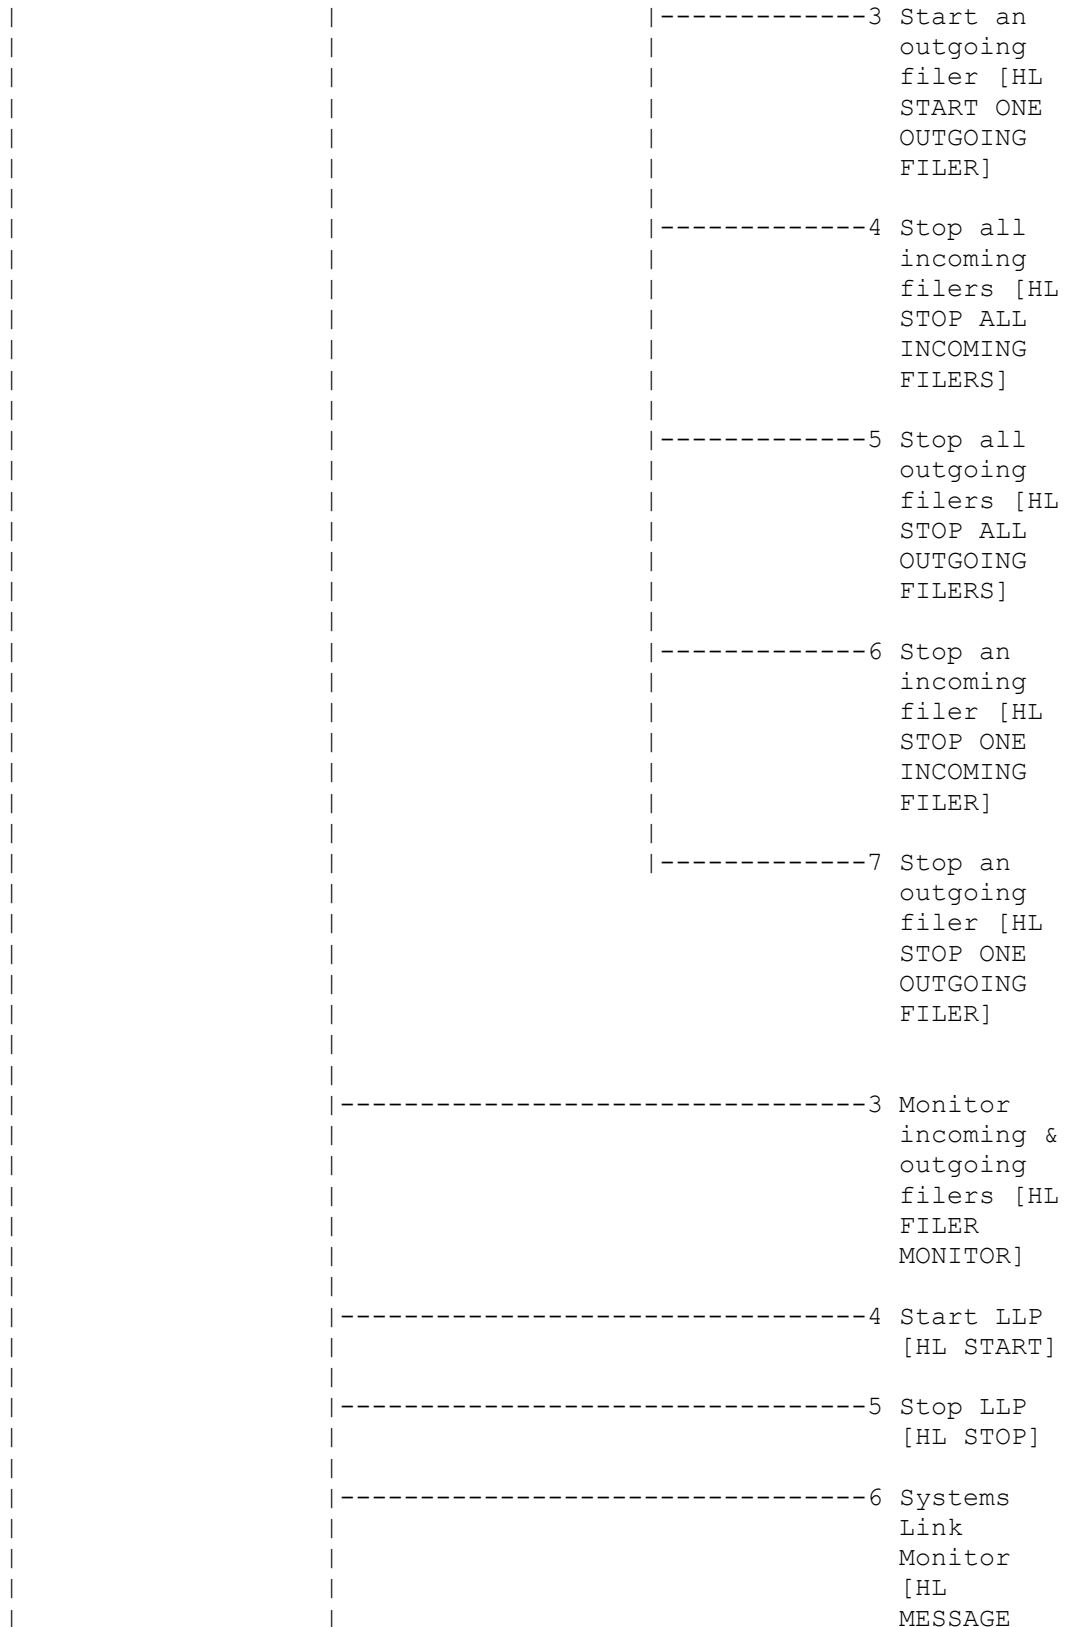 |                   |                   |-------------3 Start an
|                   |                   |               outgoing
|                   |                   |               filer [HL
|                   |                   |               START ONE
|                   |                   |               OUTGOING
|                   |                   |               FILER]
|                   |                   |
|                   |                   |-------------4 Stop all
|                   |                   |               incoming
|                   |                   |               filers [HL
|                   |                   |               STOP ALL
|                   |                   |               INCOMING
|                   |                   |               FILERS]
|                   |                   |
|                   |                   |-------------5 Stop all
|                   |                   |               outgoing
|                   |                   |               filers [HL
|                   |                   |               STOP ALL
|                   |                   |               OUTGOING
|                   |                   |               FILERS]
|                   |                   |
|                   |                   |-------------6 Stop an
|                   |                   |               incoming
|                   |                   |               filer [HL
|                   |                   |               STOP ONE
|                   |                   |               INCOMING
|                   |                   |               FILER]
|                   |                   |
|                   |                   |-------------7 Stop an
|                   |                                   outgoing
|                   |                                   filer [HL
|                   |                                   STOP ONE
|                   |                                   OUTGOING
|                   |                                   FILER]
|                   |
|                   |
|                   |---------------------------------3 Monitor
|                   |                                   incoming &
|                   |                                   outgoing
|                   |                                   filers [HL
|                   |                                   FILER
|                   |                                   MONITOR]
|                   |
|                   |---------------------------------4 Start LLP
|                   |                                   [HL START]
|                   |
|                   |---------------------------------5 Stop LLP
|                   |                                   [HL STOP]
|                   |
|                   |---------------------------------6 Systems
|                   |                                   Link
|                   |                                   Monitor
|                   |                                   [HL
|                   |                                   MESSAGE